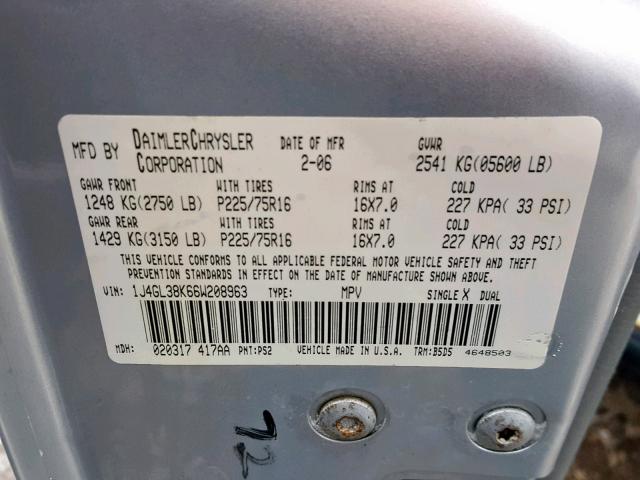 MFD BY DAIMLERCHRYSLER CORPORATION DATE OF MFR 2-06 GVWR 2541 KG(05600 LB)
GAWR FRONT WITH TIRES RIMS AT COLD
1248 KG(2750 LB) P225/75R16 16X7.0 227 KPA( 33 PSI)
GAWR REAR WITH TIRES RIMS AT COLD
1429 KG(3150 LB) P225/75R16 16X7.0 227 KPA( 33 PSI)
THIS VEHICLE CONFORMS TO ALL APPLICABLE FEDERAL MOTOR VEHICLE SAFETY AND THEFT
PREVENTION STANDARDS IN EFFECT ON THE DATE OF MANUFACTURE SHOWN ABOVE.
VIN: 1J4GL38K66W208963 TYPE: MPV SINGLE X DUAL
MDH: 020317 417AA PNT:PS2 VEHICLE MADE IN U.S.A. TRM:B5D5 4648503